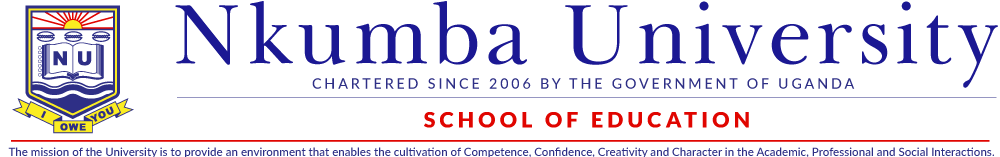 Nkumba University
CHARTERED SINCE 2006 BY THE GOVERNMENT OF UGANDA
N U
I OWE YOU
SCHOOL OF EDUCATION
The mission of the University is to provide an environment that enables the cultivation of Competence, Confidence, Creativity and Character in the Academic, Professional and Social Interactions.